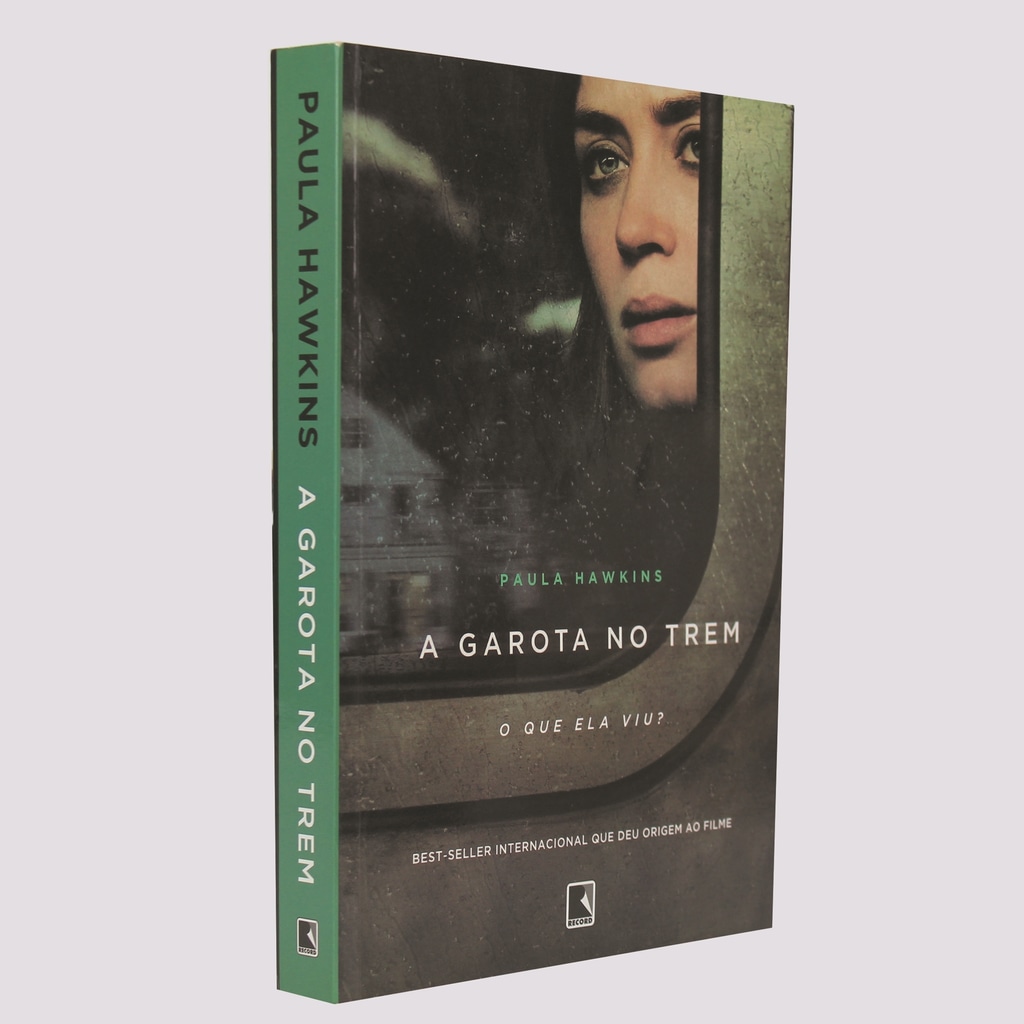 PAULA HAWKINS A GAROTA NO TREM
RECORD
PAULA HAWKINS
A GAROTA NO TREM
O QUE ELA VIU?
BEST-SELLER INTERNACIONAL QUE DEU ORIGEM AO FILME
RECORD